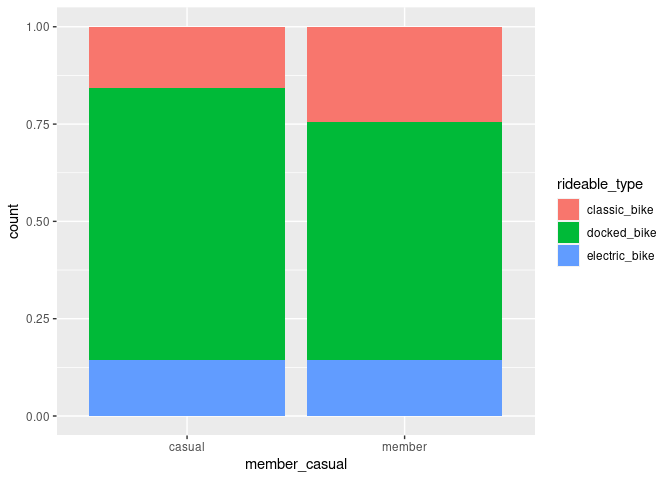 1.00
0.75
0.50
0.25
0.00
count
casual
member
member_casual
rideable_type
classic_bike
docked_bike
electric_bike